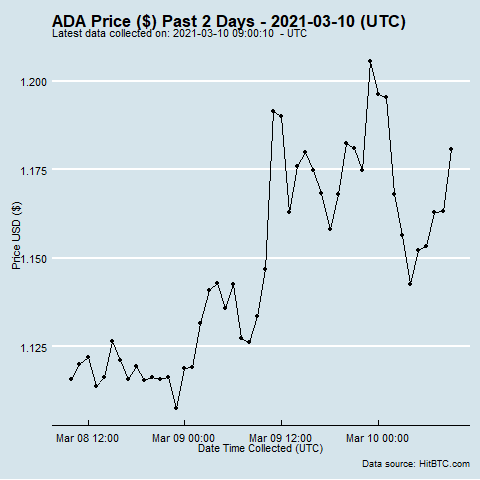 ADA Price ($) Past 2 Days - 2021-03-10 (UTC)
Latest data collected on: 2021-03-10 09:00:10  - UTC
1.200
1.175
1.150
1.125
Price USD ($)
Mar 08 12:00 Mar 09 00:00 Mar 09 12:00 Mar 10 00:00
Date Time Collected (UTC)
Data source: HitBTC.com